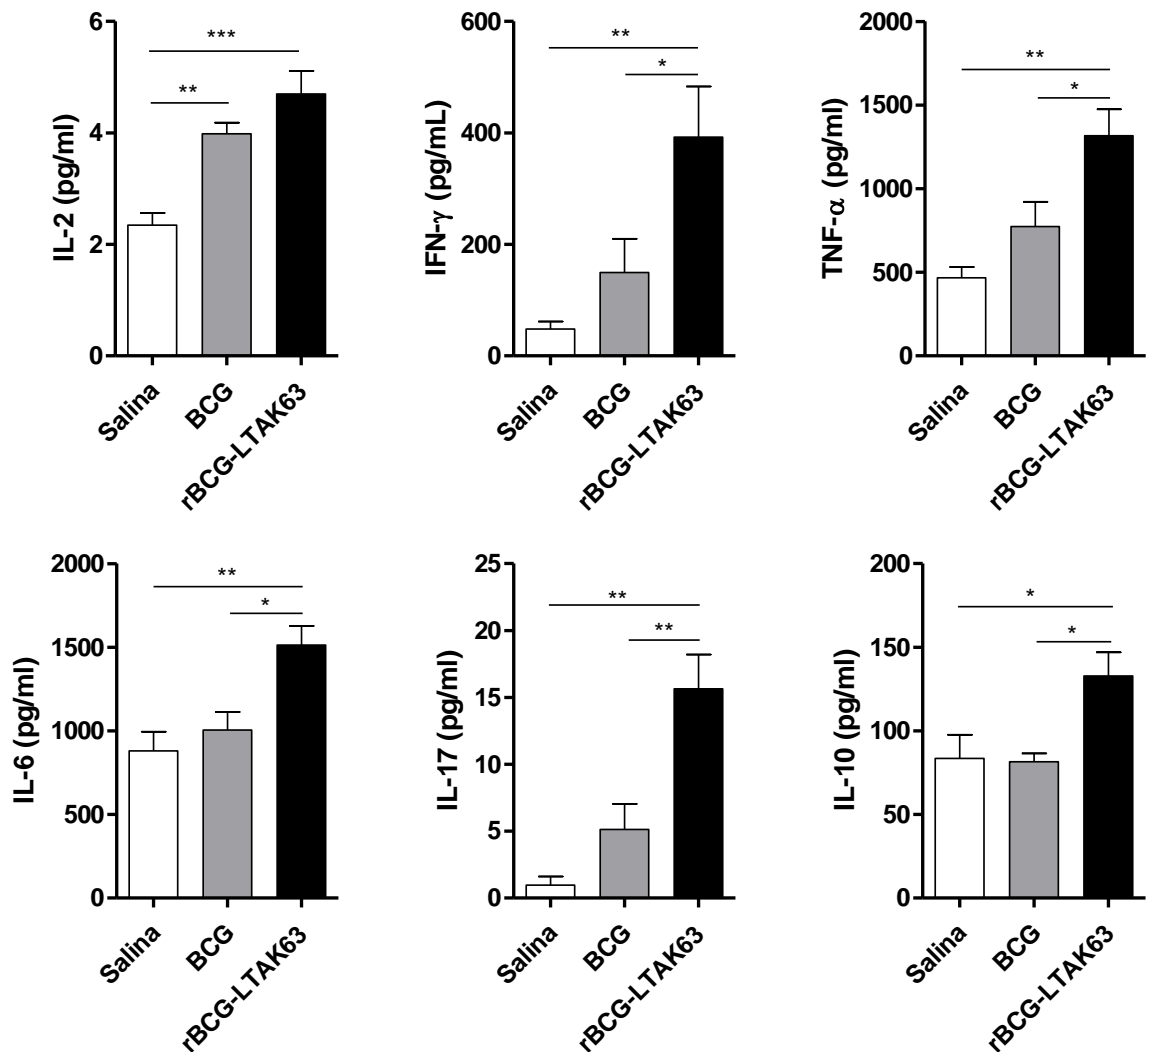 6
4
2
0
IL-2 (pg/ml)
***
**
Salina
BCG
rBCG-LTAK63
600
400
200
0
IFN-γ (pg/mL)
**
*
Salina
BCG
rBCG-LTAK63
2000
1500
1000
500
0
TNF-α (pg/ml)
**
*
Salina
BCG
rBCG-LTAK63
2000
1500
1000
500
0
IL-6 (pg/ml)
**
*
Salina
BCG
rBCG-LTAK63
25
20
15
10
5
0
IL-17 (pg/ml)
**
**
Salina
BCG
rBCG-LTAK63
200
150
100
50
0
IL-10 (pg/ml)
*
*
Salina
BCG
rBCG-LTAK63